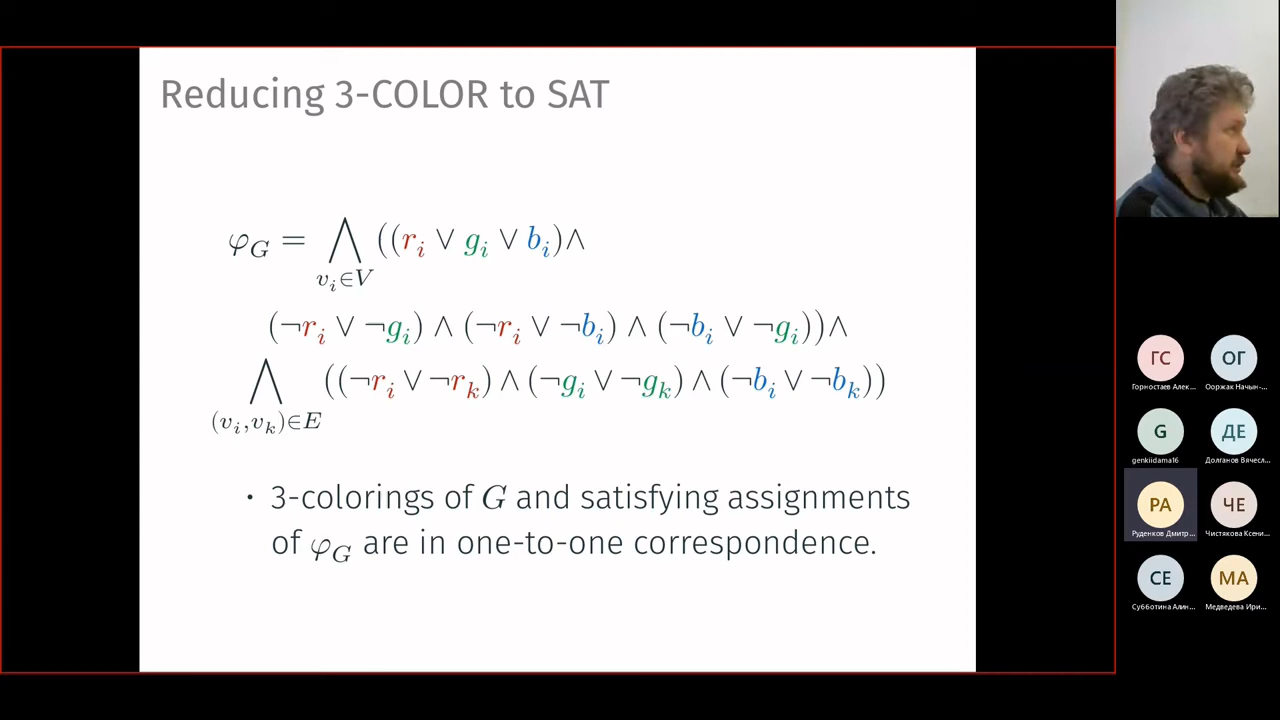 Reducing 3-COLOR to SAT
φ_G = ⋀_{v_i∈V} ((r_i ∨ g_i ∨ b_i)∧
(¬r_i ∨ ¬g_i) ∧ (¬r_i ∨ ¬b_i) ∧ (¬b_i ∨ ¬g_i))∧
⋀_{(v_i,v_k)∈E} ((¬r_i ∨ ¬r_k) ∧ (¬g_i ∨ ¬g_k) ∧ (¬b_i ∨ ¬b_k))
• 3-colorings of G and satisfying assignments
of φ_G are in one-to-one correspondence.
ГС ОГ
Горностаев Алек... Ооржак Начын-...
G ДЕ
genkiidama16 Долганов Вячесл...
РА ЧЕ
Руденков Дмитр... Чистякова Ксени...
СЕ МА
Субботина Алин... Медведева Ири...